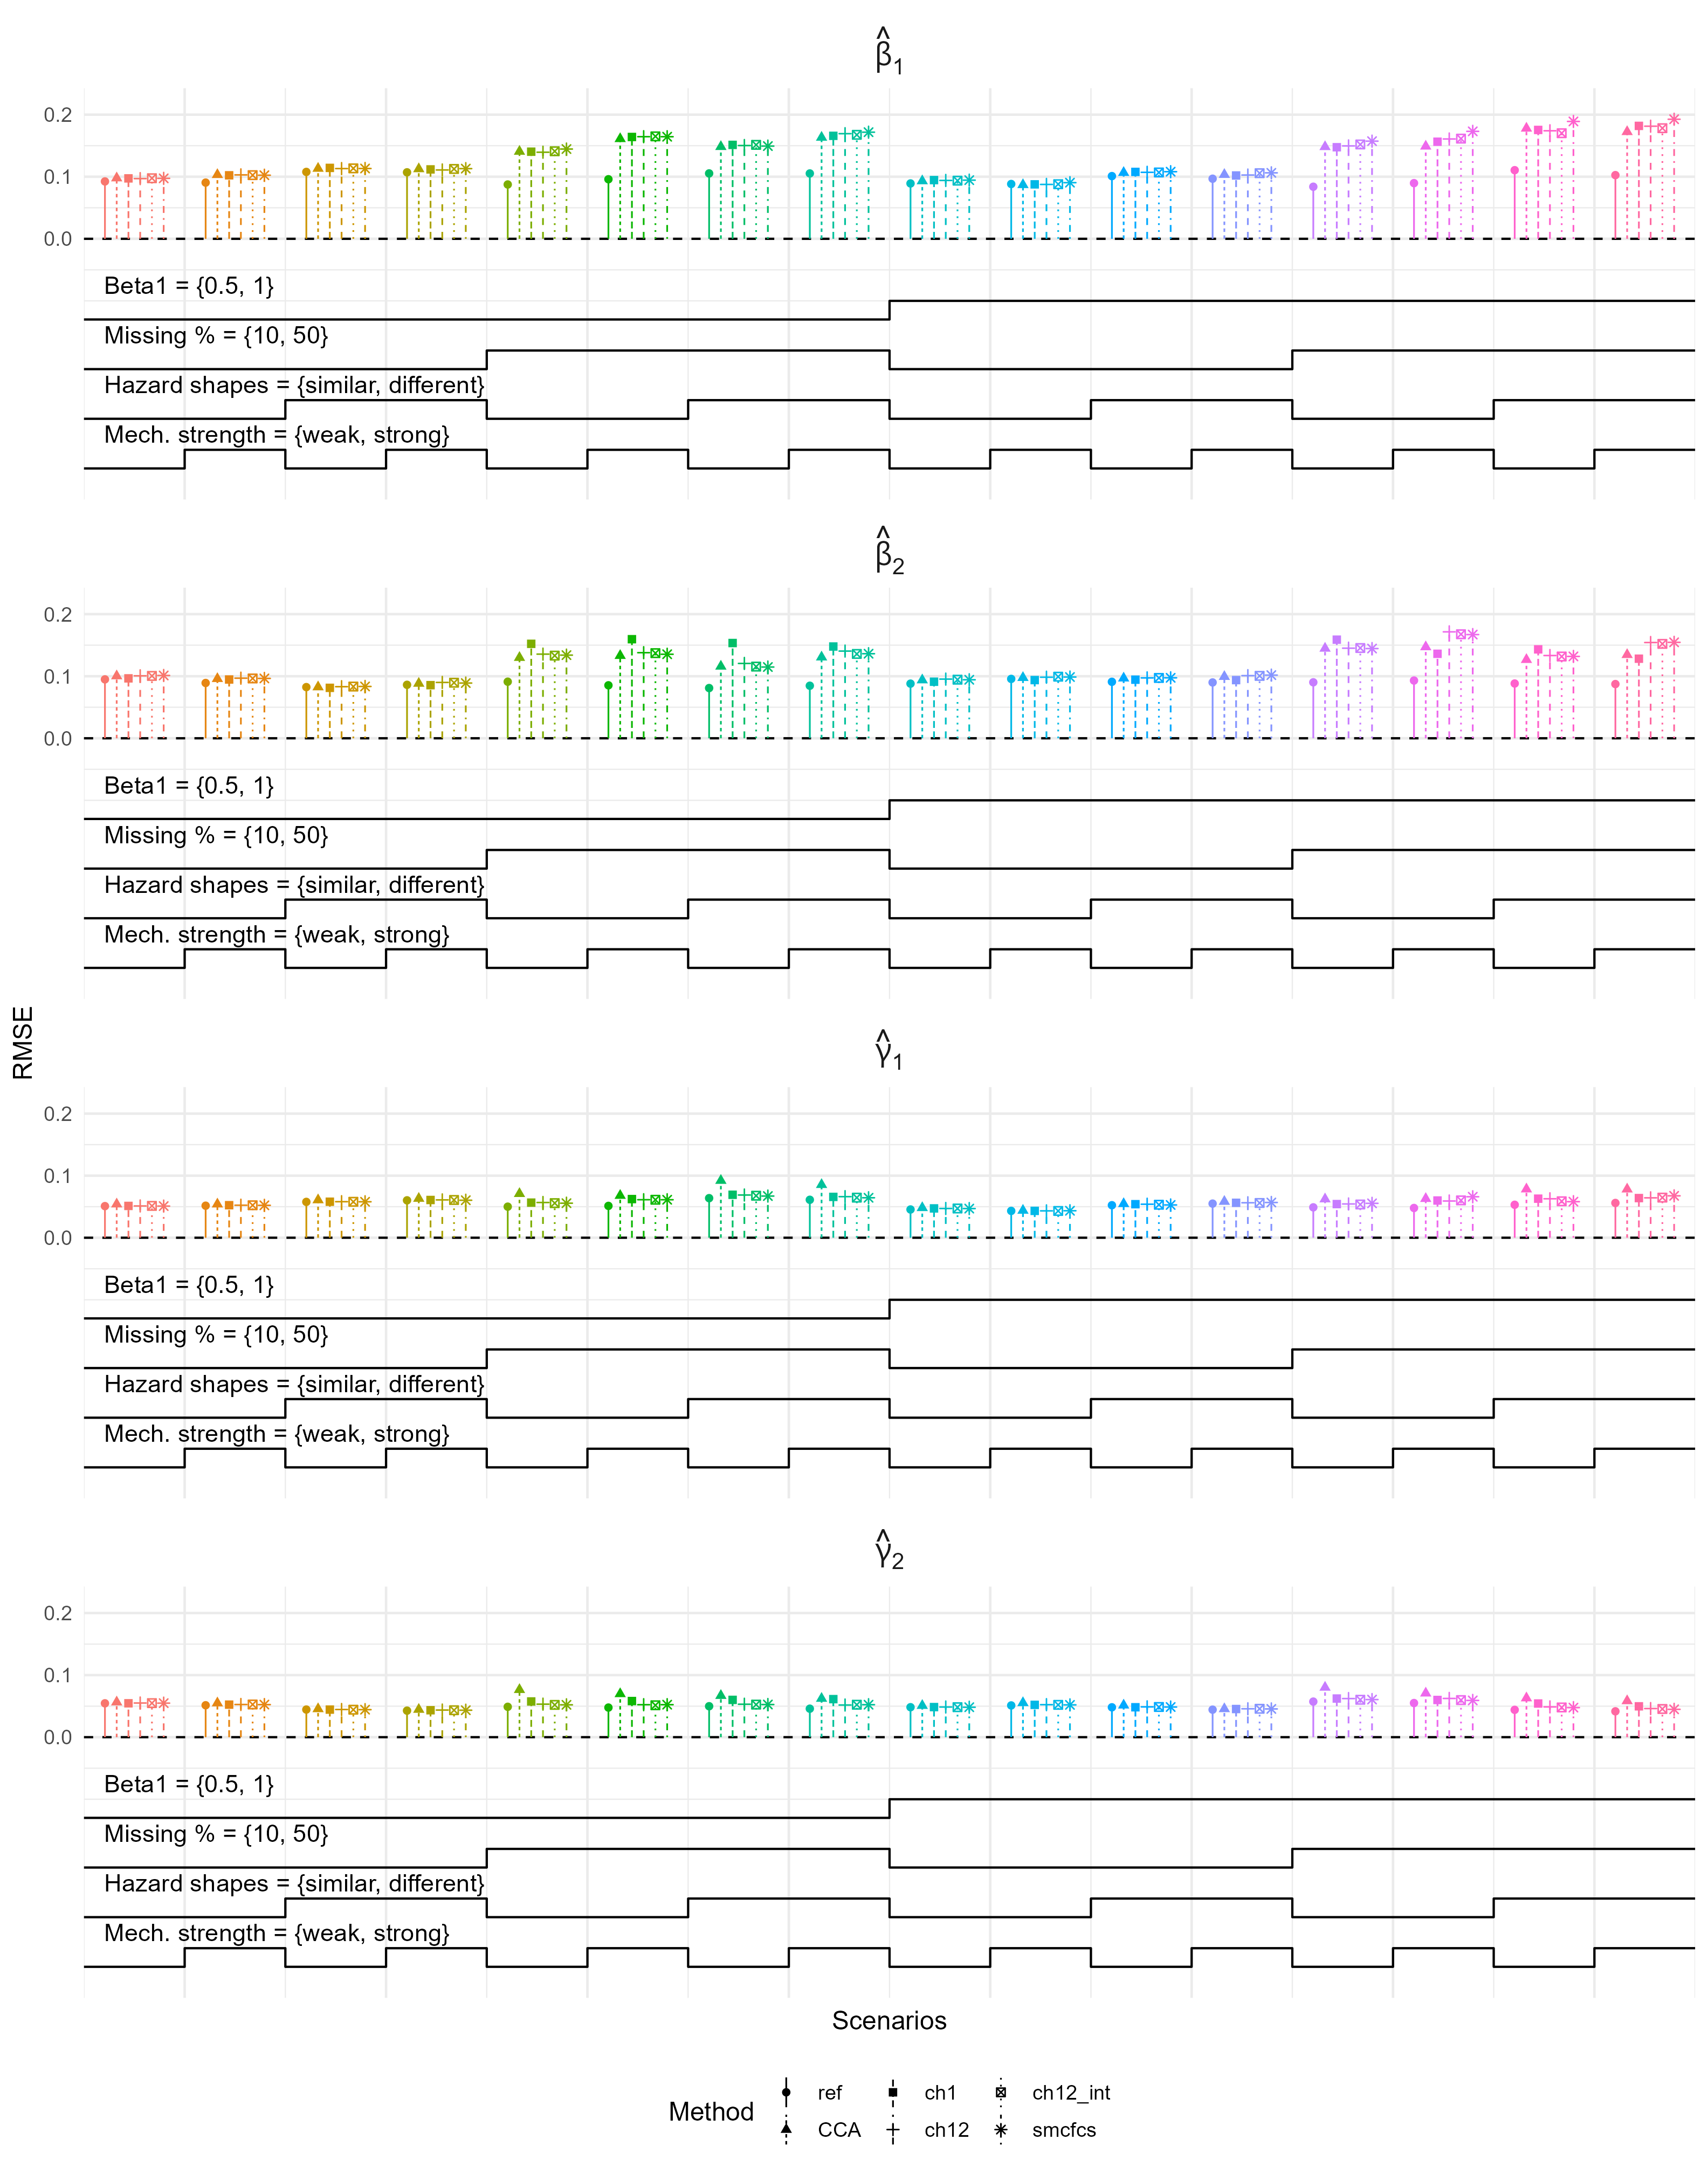 β̂1
0.2
0.1
0.0
Beta1 = {0.5, 1}
Missing % = {10, 50}
Hazard shapes = {similar, different}
Mech. strength = {weak, strong}
β̂2
0.2
0.1
0.0
Beta1 = {0.5, 1}
Missing % = {10, 50}
Hazard shapes = {similar, different}
Mech. strength = {weak, strong}
RMSE
γ̂1
0.2
0.1
0.0
Beta1 = {0.5, 1}
Missing % = {10, 50}
Hazard shapes = {similar, different}
Mech. strength = {weak, strong}
γ̂2
0.2
0.1
0.0
Beta1 = {0.5, 1}
Missing % = {10, 50}
Hazard shapes = {similar, different}
Mech. strength = {weak, strong}
Scenarios
Method
ref ch1 ch12_int
CCA ch12 smcfcs